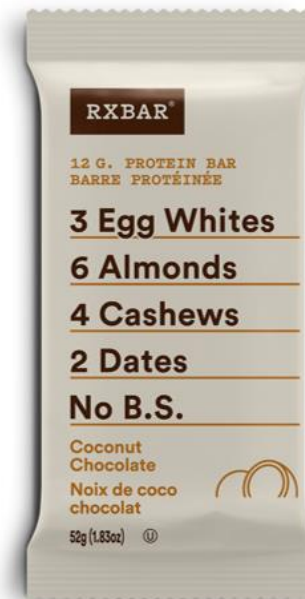 RXBAR®
12 G. PROTEIN BAR
BARRE PROTÉINÉE
3 Egg Whites
6 Almonds
4 Cashews
2 Dates
No B.S.
Coconut
Chocolate
Noix de coco
chocolat
52g (1.83oz) Ⓤ